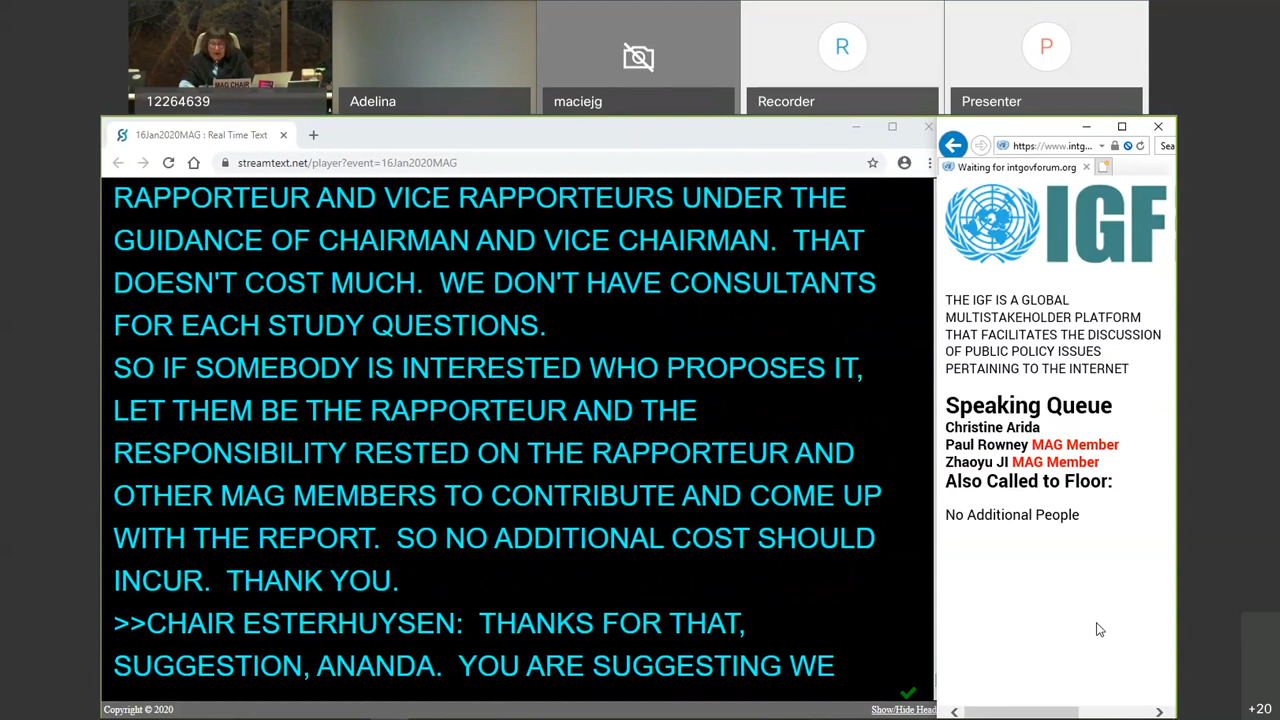 MAG CHAIR
12264639
Adelina
maciejg
R
Recorder
P
Presenter
16Jan2020MAG : Real Time Text
streamtext.net/player?event=16Jan2020MAG
RAPPORTEUR AND VICE RAPPORTEURS UNDER THE
GUIDANCE OF CHAIRMAN AND VICE CHAIRMAN.  THAT
DOESN'T COST MUCH.  WE DON'T HAVE CONSULTANTS
FOR EACH STUDY QUESTIONS.
SO IF SOMEBODY IS INTERESTED WHO PROPOSES IT,
LET THEM BE THE RAPPORTEUR AND THE
RESPONSIBILITY RESTED ON THE RAPPORTEUR AND
OTHER MAG MEMBERS TO CONTRIBUTE AND COME UP
WITH THE REPORT.  SO NO ADDITIONAL COST SHOULD
INCUR.  THANK YOU.
>>CHAIR ESTERHUYSEN:  THANKS FOR THAT,
SUGGESTION, ANANDA.  YOU ARE SUGGESTING WE
Copyright © 2020
Show/Hide Head
https://www.intg...
Sea
Waiting for intgovforum.org
IGF
THE IGF IS A GLOBAL
MULTISTAKEHOLDER PLATFORM
THAT FACILITATES THE DISCUSSION
OF PUBLIC POLICY ISSUES
PERTAINING TO THE INTERNET
Speaking Queue
Christine Arida
Paul Rowney MAG Member
Zhaoyu JI MAG Member
Also Called to Floor:
No Additional People
+20